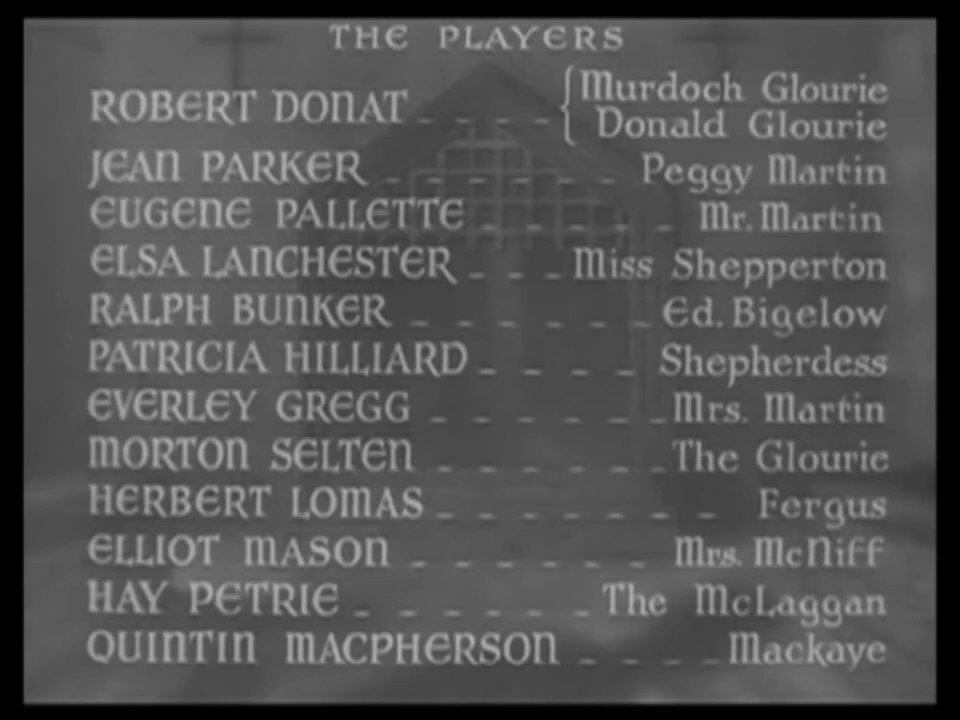 THE PLAYERS
ROBERT DONAT _ _ _ _ { Murdoch Glourie
Donald Glourie
JEAN PARKER _ _ _ _ _ _ Peggy Martin
EUGENE PALLETTE _ _ _ _ _ Mr. Martin
ELSA LANCHESTER _ _ _ Miss Shepperton
RALPH BUNKER _ _ _ _ _ _ Ed. Bigelow
PATRICIA HILLIARD _ _ _ _ Shepherdess
EVERLEY GREGG _ _ _ _ _ _ Mrs. Martin
MORTON SELTEN _ _ _ _ _ _ The Glourie
HERBERT LOMAS _ _ _ _ _ _ _ Fergus
ELLIOT MASON _ _ _ _ _ _ Mrs. McNiff
HAY PETRIE _ _ _ _ _ _ The McLaggan
QUINTIN MACPHERSON _ _ _ _ Mackaye